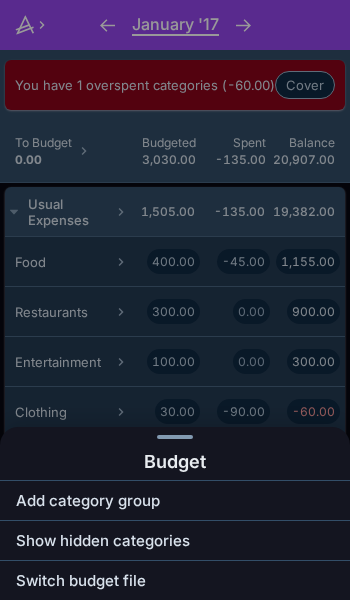 January '17
You have 1 overspent categories (-60.00) Cover
To Budget Budgeted Spent Balance
0.00 3,030.00 -135.00 20,907.00
Usual Expenses 1,505.00 -135.00 19,382.00
Food 400.00 -45.00 1,155.00
Restaurants 300.00 0.00 900.00
Entertainment 100.00 0.00 300.00
Clothing 30.00 -90.00 -60.00
Budget
Add category group
Show hidden categories
Switch budget file